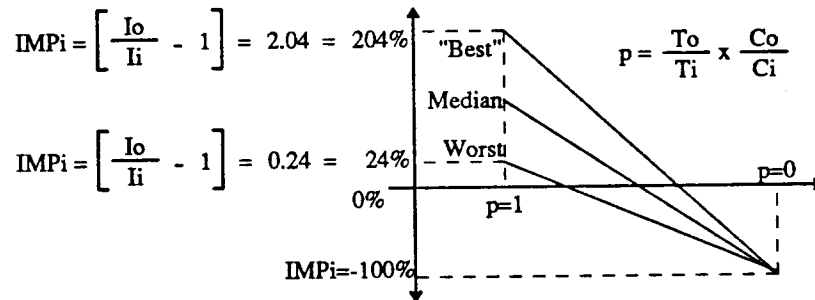 IMPi = [ Io/Ii - 1 ] = 2.04 = 204%
"Best"
p = To/Ti x Co/Ci
Median
IMPi = [ Io/Ii - 1 ] = 0.24 = 24%
Worst
0%
p=1
p=0
IMPi=-100%